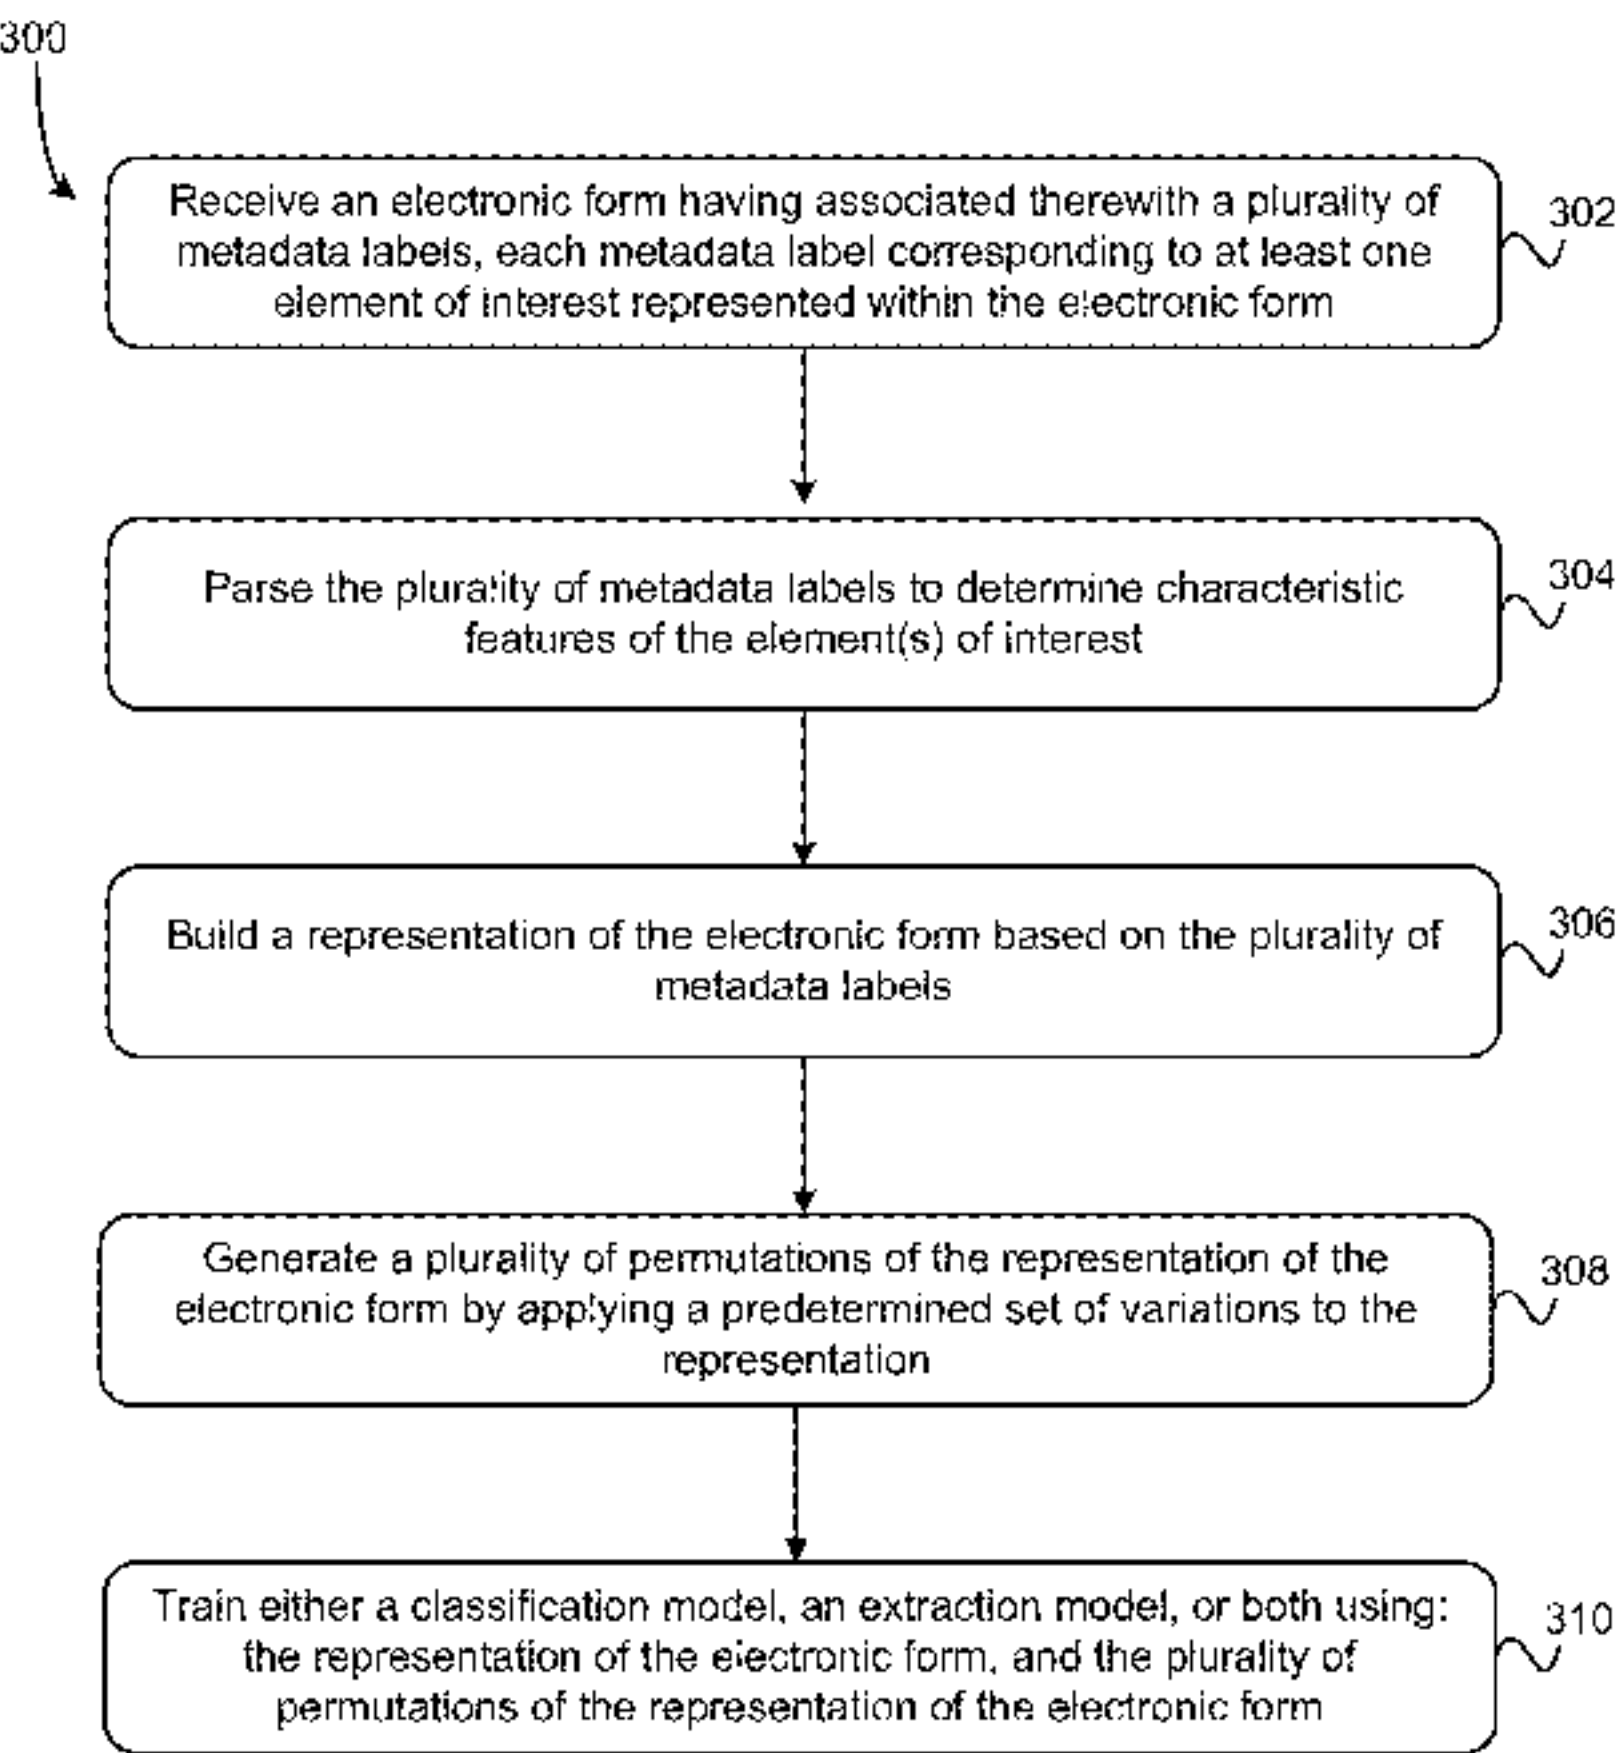 300
Receive an electronic form having associated therewith a plurality of
metadata labels, each metadata label corresponding to at least one
element of interest represented within the electronic form
302
Parse the plurality of metadata labels to determine characteristic
features of the element(s) of interest
304
Build a representation of the electronic form based on the plurality of
metadata labels
306
Generate a plurality of permutations of the representation of the
electronic form by applying a predetermined set of variations to the
representation
308
Train either a classification model, an extraction model, or both using:
the representation of the electronic form, and the plurality of
permutations of the representation of the electronic form
310